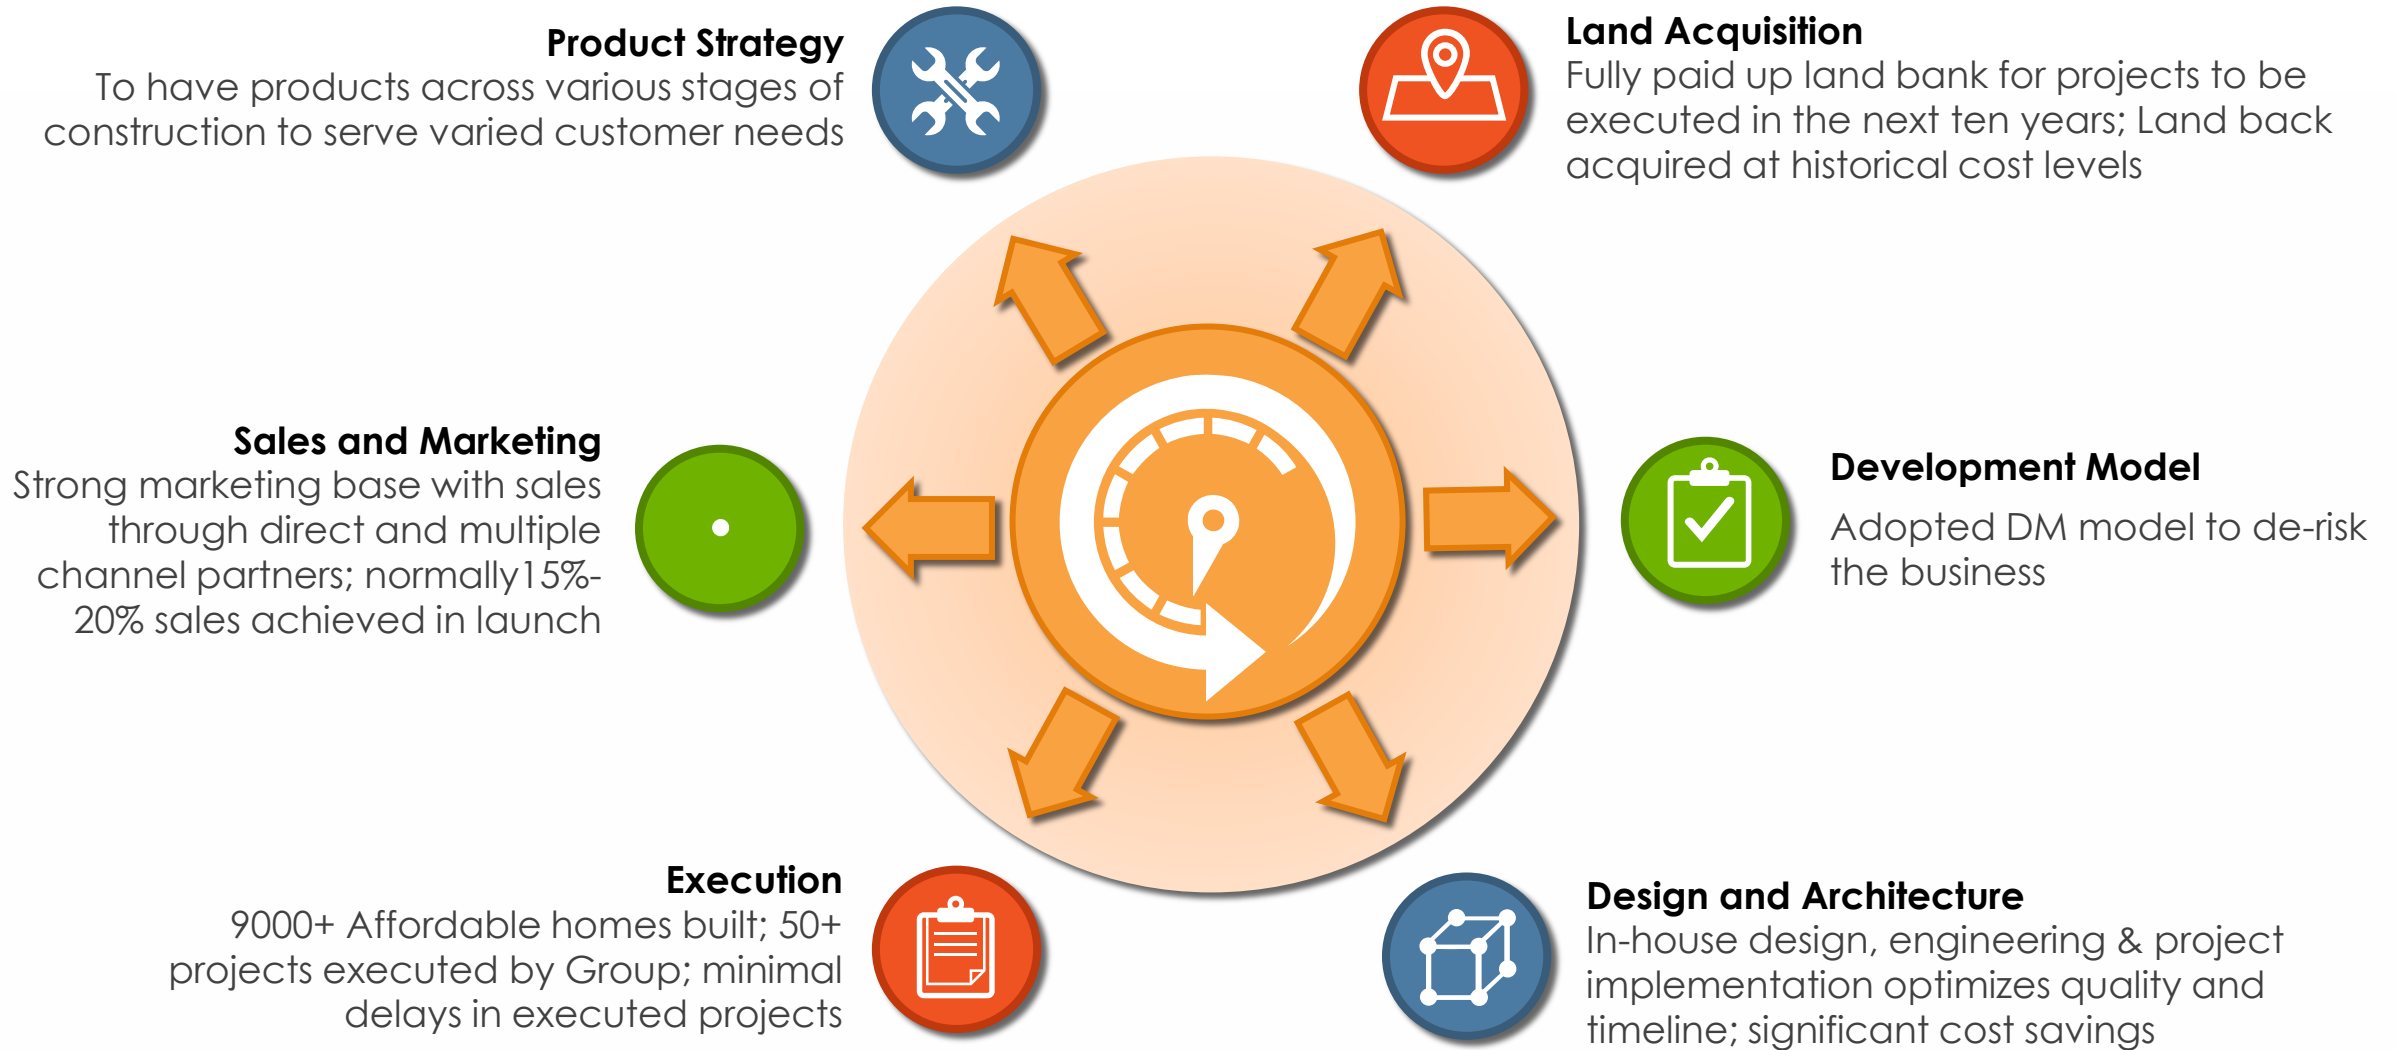 Product Strategy
To have products across various stages of
construction to serve varied customer needs
Land Acquisition
Fully paid up land bank for projects to be
executed in the next ten years; Land back
acquired at historical cost levels
Sales and Marketing
Strong marketing base with sales
through direct and multiple
channel partners; normally15%-
20% sales achieved in launch
Development Model
Adopted DM model to de-risk
the business
Execution
9000+ Affordable homes built; 50+
projects executed by Group; minimal
delays in executed projects
Design and Architecture
In-house design, engineering & project
implementation optimizes quality and
timeline; significant cost savings